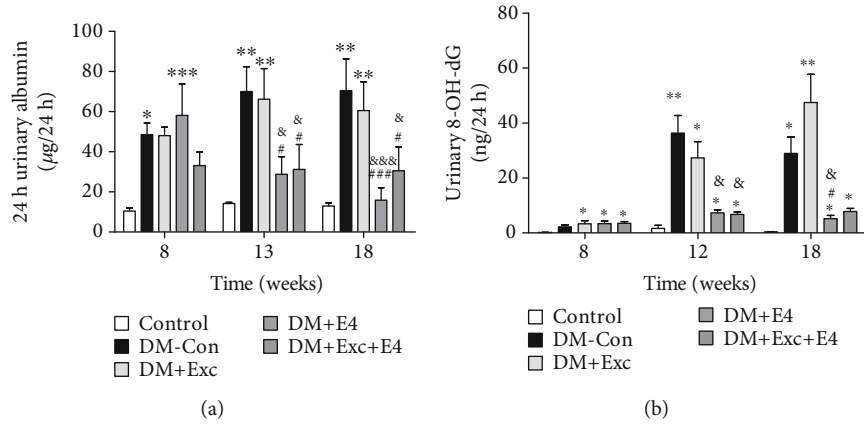 24 h urinary albumin
(μg/24 h)
100
80
60
40
20
0
*
***
**
**
&
#
&
#
**
**
&&&
###
&
#
8
13
18
Time (weeks)
Control
DM-Con
DM+Exc
DM+E4
DM+Exc+E4
(a)
Urinary 8-OH-dG
(ng/24 h)
80
60
40
20
0
*
*
*
**
*
&
*
&
*
*
**
&
#
*
*
8
12
18
Time (weeks)
Control
DM-Con
DM+Exc
DM+E4
DM+Exc+E4
(b)